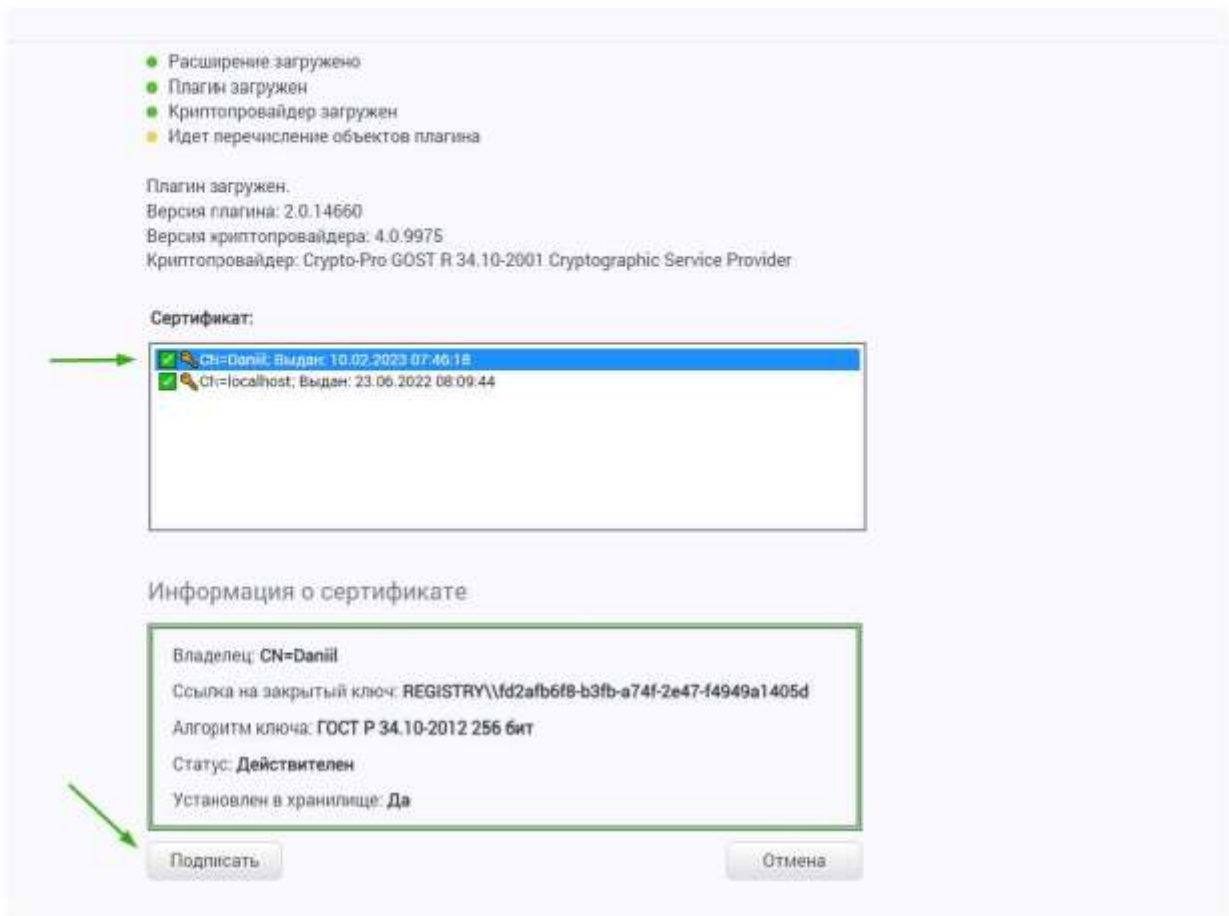 Расширение загружено
Плагин загружен
Криптопровайдер загружен
Идет перечисление объектов плагина
Плагин загружен.
Версия плагина: 2.0.14660
Версия криптопровайдера: 4.0.9975
Криптопровайдер: Crypto-Pro GOST R 34.10-2001 Cryptographic Service Provider
Сертификат:
CN=Daniil; Выдан: 10.02.2023 07:46:18
CN=localhost; Выдан: 23.06.2022 08:09:44
Информация о сертификате
Владелец: CN=Daniil
Ссылка на закрытый ключ: REGISTRY\\fd2afb6f8-b3fb-a74f-2e47-f4949a1405d
Алгоритм ключа: ГОСТ Р 34.10-2012 256 бит
Статус: Действителен
Установлен в хранилище: Да
Подписать Отмена